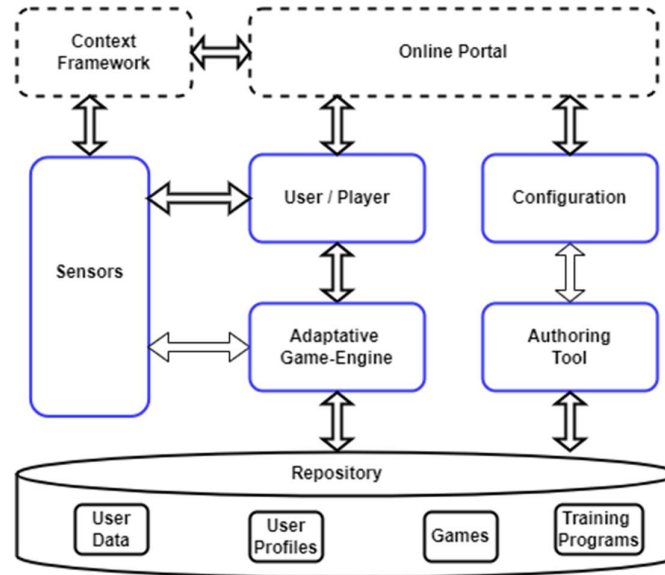 Context
Framework
Online Portal
Sensors
User / Player
Configuration
Adaptative
Game-Engine
Authoring
Tool
Repository
User
Data
User
Profiles
Games
Training
Programs